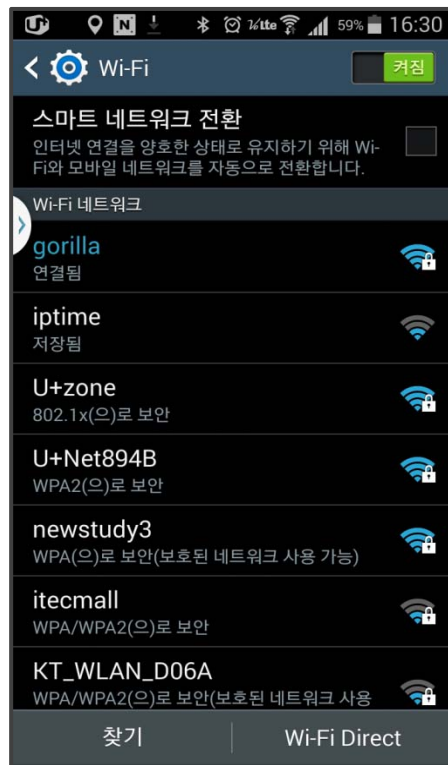 59% 16:30
Wi-Fi
켜짐
스마트 네트워크 전환
인터넷 연결을 양호한 상태로 유지하기 위해 Wi-
Fi와 모바일 네트워크를 자동으로 전환합니다.
Wi-Fi 네트워크
gorilla
연결됨
iptime
저장됨
U+zone
802.1x(으)로 보안
U+Net894B
WPA2(으)로 보안
newstudy3
WPA(으)로 보안(보호된 네트워크 사용 가능)
itecmall
WPA/WPA2(으)로 보안
KT_WLAN_D06A
WPA/WPA2(으)로 보안(보호된 네트워크 사용
찾기
Wi-Fi Direct